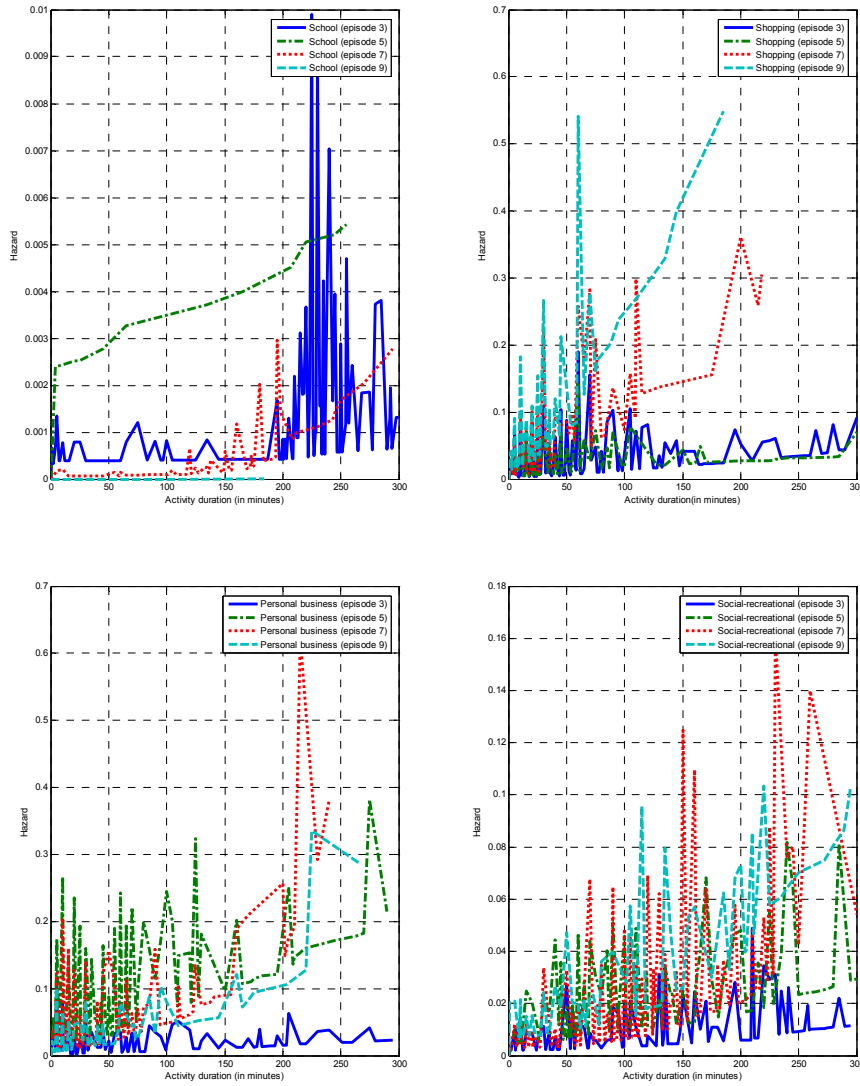 0.01
0.009
0.008
0.007
0.006
0.005
0.004
0.003
0.002
0.001
0
Hazard
0 50 100 150 200 250 300
Activity duration (in minutes)
School (episode 3)
School (episode 5)
School (episode 7)
School (episode 9)
0.7
0.6
0.5
0.4
0.3
0.2
0.1
0
Hazard
0 50 100 150 200 250 300
Activity duration(in minutes)
Shopping (episode 3)
Shopping (episode 5)
Shopping (episode 7)
Shopping (episode 9)
0.7
0.6
0.5
0.4
0.3
0.2
0.1
0
Hazard
0 50 100 150 200 250 300
Activity duration (in minutes)
Personal business (episode 3)
Personal business (episode 5)
Personal business (episode 7)
Personal business (episode 9)
0.18
0.16
0.14
0.12
0.1
0.08
0.06
0.04
0.02
0
Hazard
0 50 100 150 200 250 300
Activity duration (in minutes)
Social-recreational (episode 3)
Social-recreational (episode 5)
Social-recreational (episode 7)
Social-recreational (episode 9)